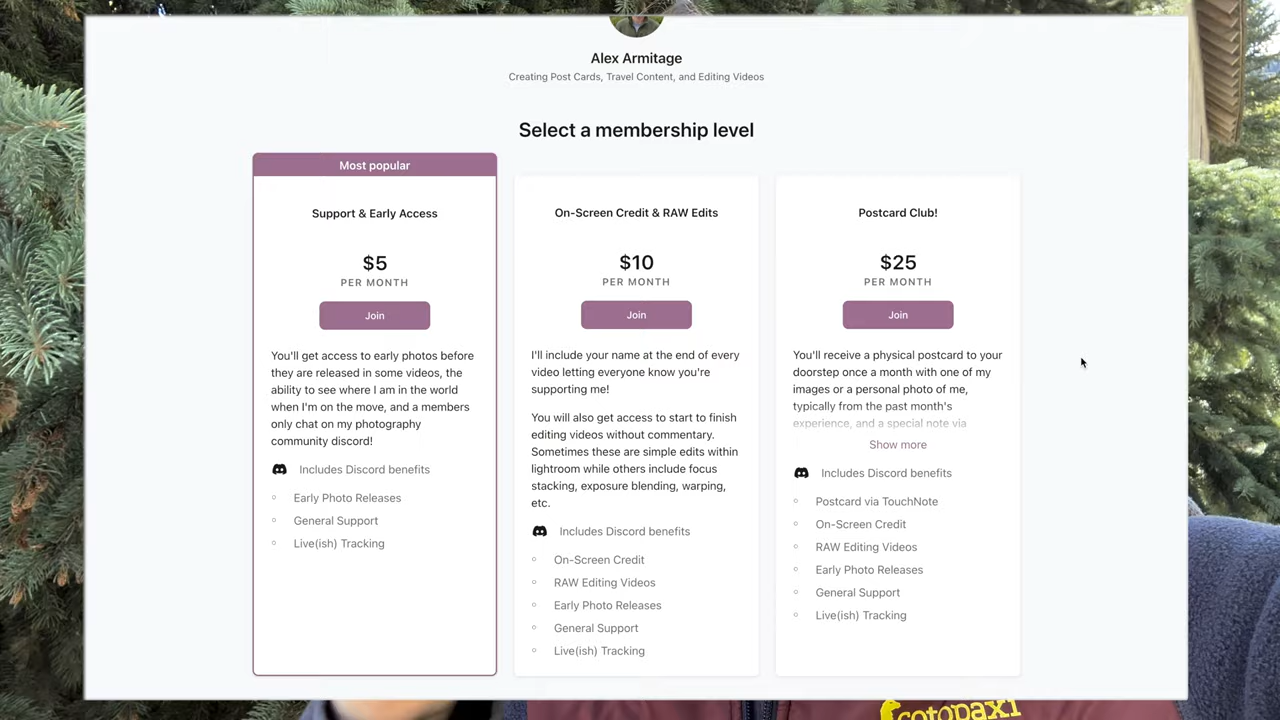 Alex Armitage
Creating Post Cards, Travel Content, and Editing Videos
Select a membership level
Most popular
Support & Early Access
$5
PER MONTH
Join
You'll get access to early photos before
they are released in some videos, the
ability to see where I am in the world
when I'm on the move, and a members
only chat on my photography
community discord!
Includes Discord benefits
Early Photo Releases
General Support
Live(ish) Tracking
On-Screen Credit & RAW Edits
$10
PER MONTH
Join
I'll include your name at the end of every
video letting everyone know you're
supporting me!
You will also get access to start to finish
editing videos without commentary.
Sometimes these are simple edits within
lightroom while others include focus
stacking, exposure blending, warping,
etc.
Includes Discord benefits
On-Screen Credit
RAW Editing Videos
Early Photo Releases
General Support
Live(ish) Tracking
Postcard Club!
$25
PER MONTH
Join
You'll receive a physical postcard to your
doorstep once a month with one of my
images or a personal photo of me,
typically from the past month's
experience, and a special note via
Show more
Includes Discord benefits
Postcard via TouchNote
On-Screen Credit
RAW Editing Videos
Early Photo Releases
General Support
Live(ish) Tracking
cotopaxi